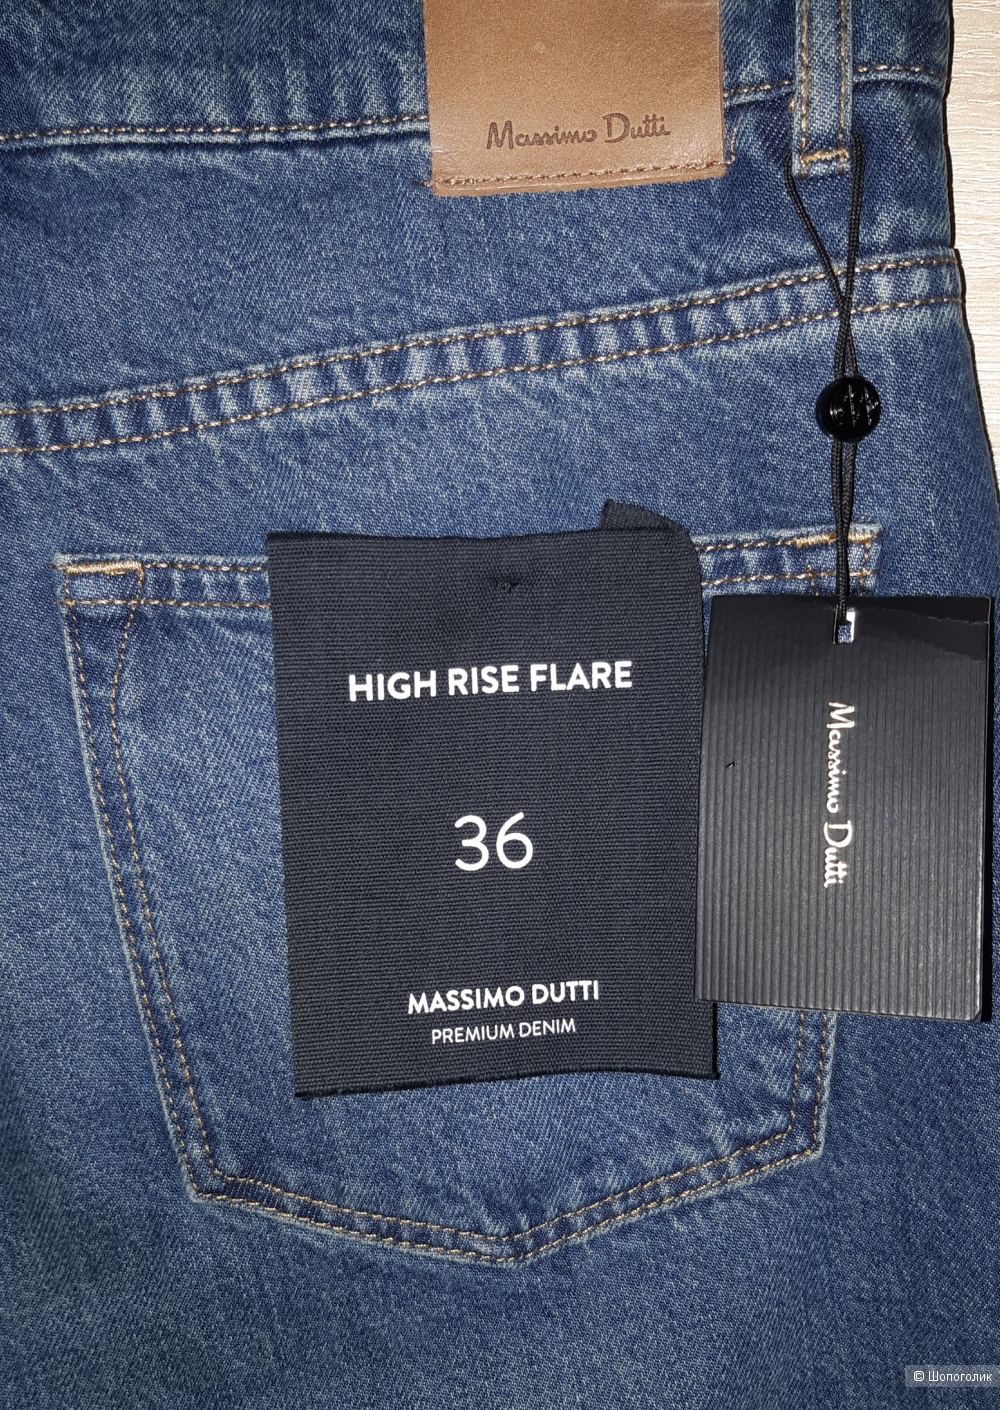 Massimo Dutti
HIGH RISE FLARE
36
MASSIMO DUTTI
PREMIUM DENIM
Massimo Dutti
© Шопоголик